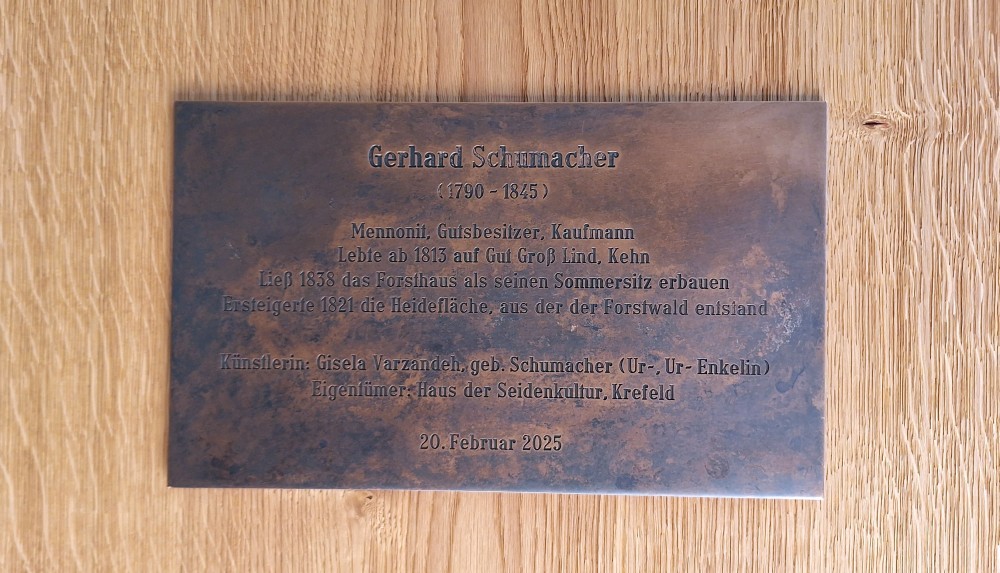 Gerhard Schumacher
(1790 - 1845)
Mennonit, Gutsbesitzer, Kaufmann
Lebte ab 1813 auf Gut Groß Lind, Kehn
Ließ 1838 das Forsthaus als seinen Sommersitz erbauen
Ersteigerte 1821 die Heidefläche, aus der der Forstwald entstand
Künstlerin: Gisela Varzandeh, geb. Schumacher (Ur-, Ur- Enkelin)
Eigentümer: Haus der Seidenkultur, Krefeld
20. Februar 2025